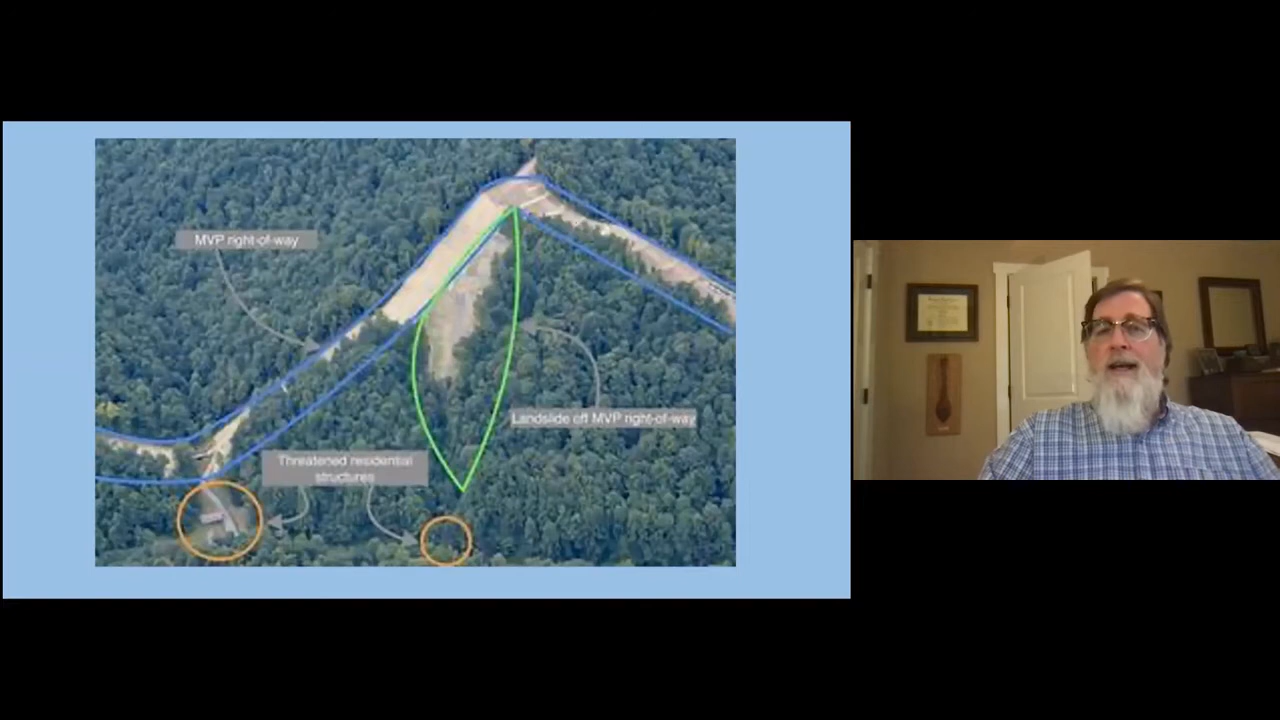 MVP right-of-way
Landslide off MVP right-of-way
Threatened residential
structures